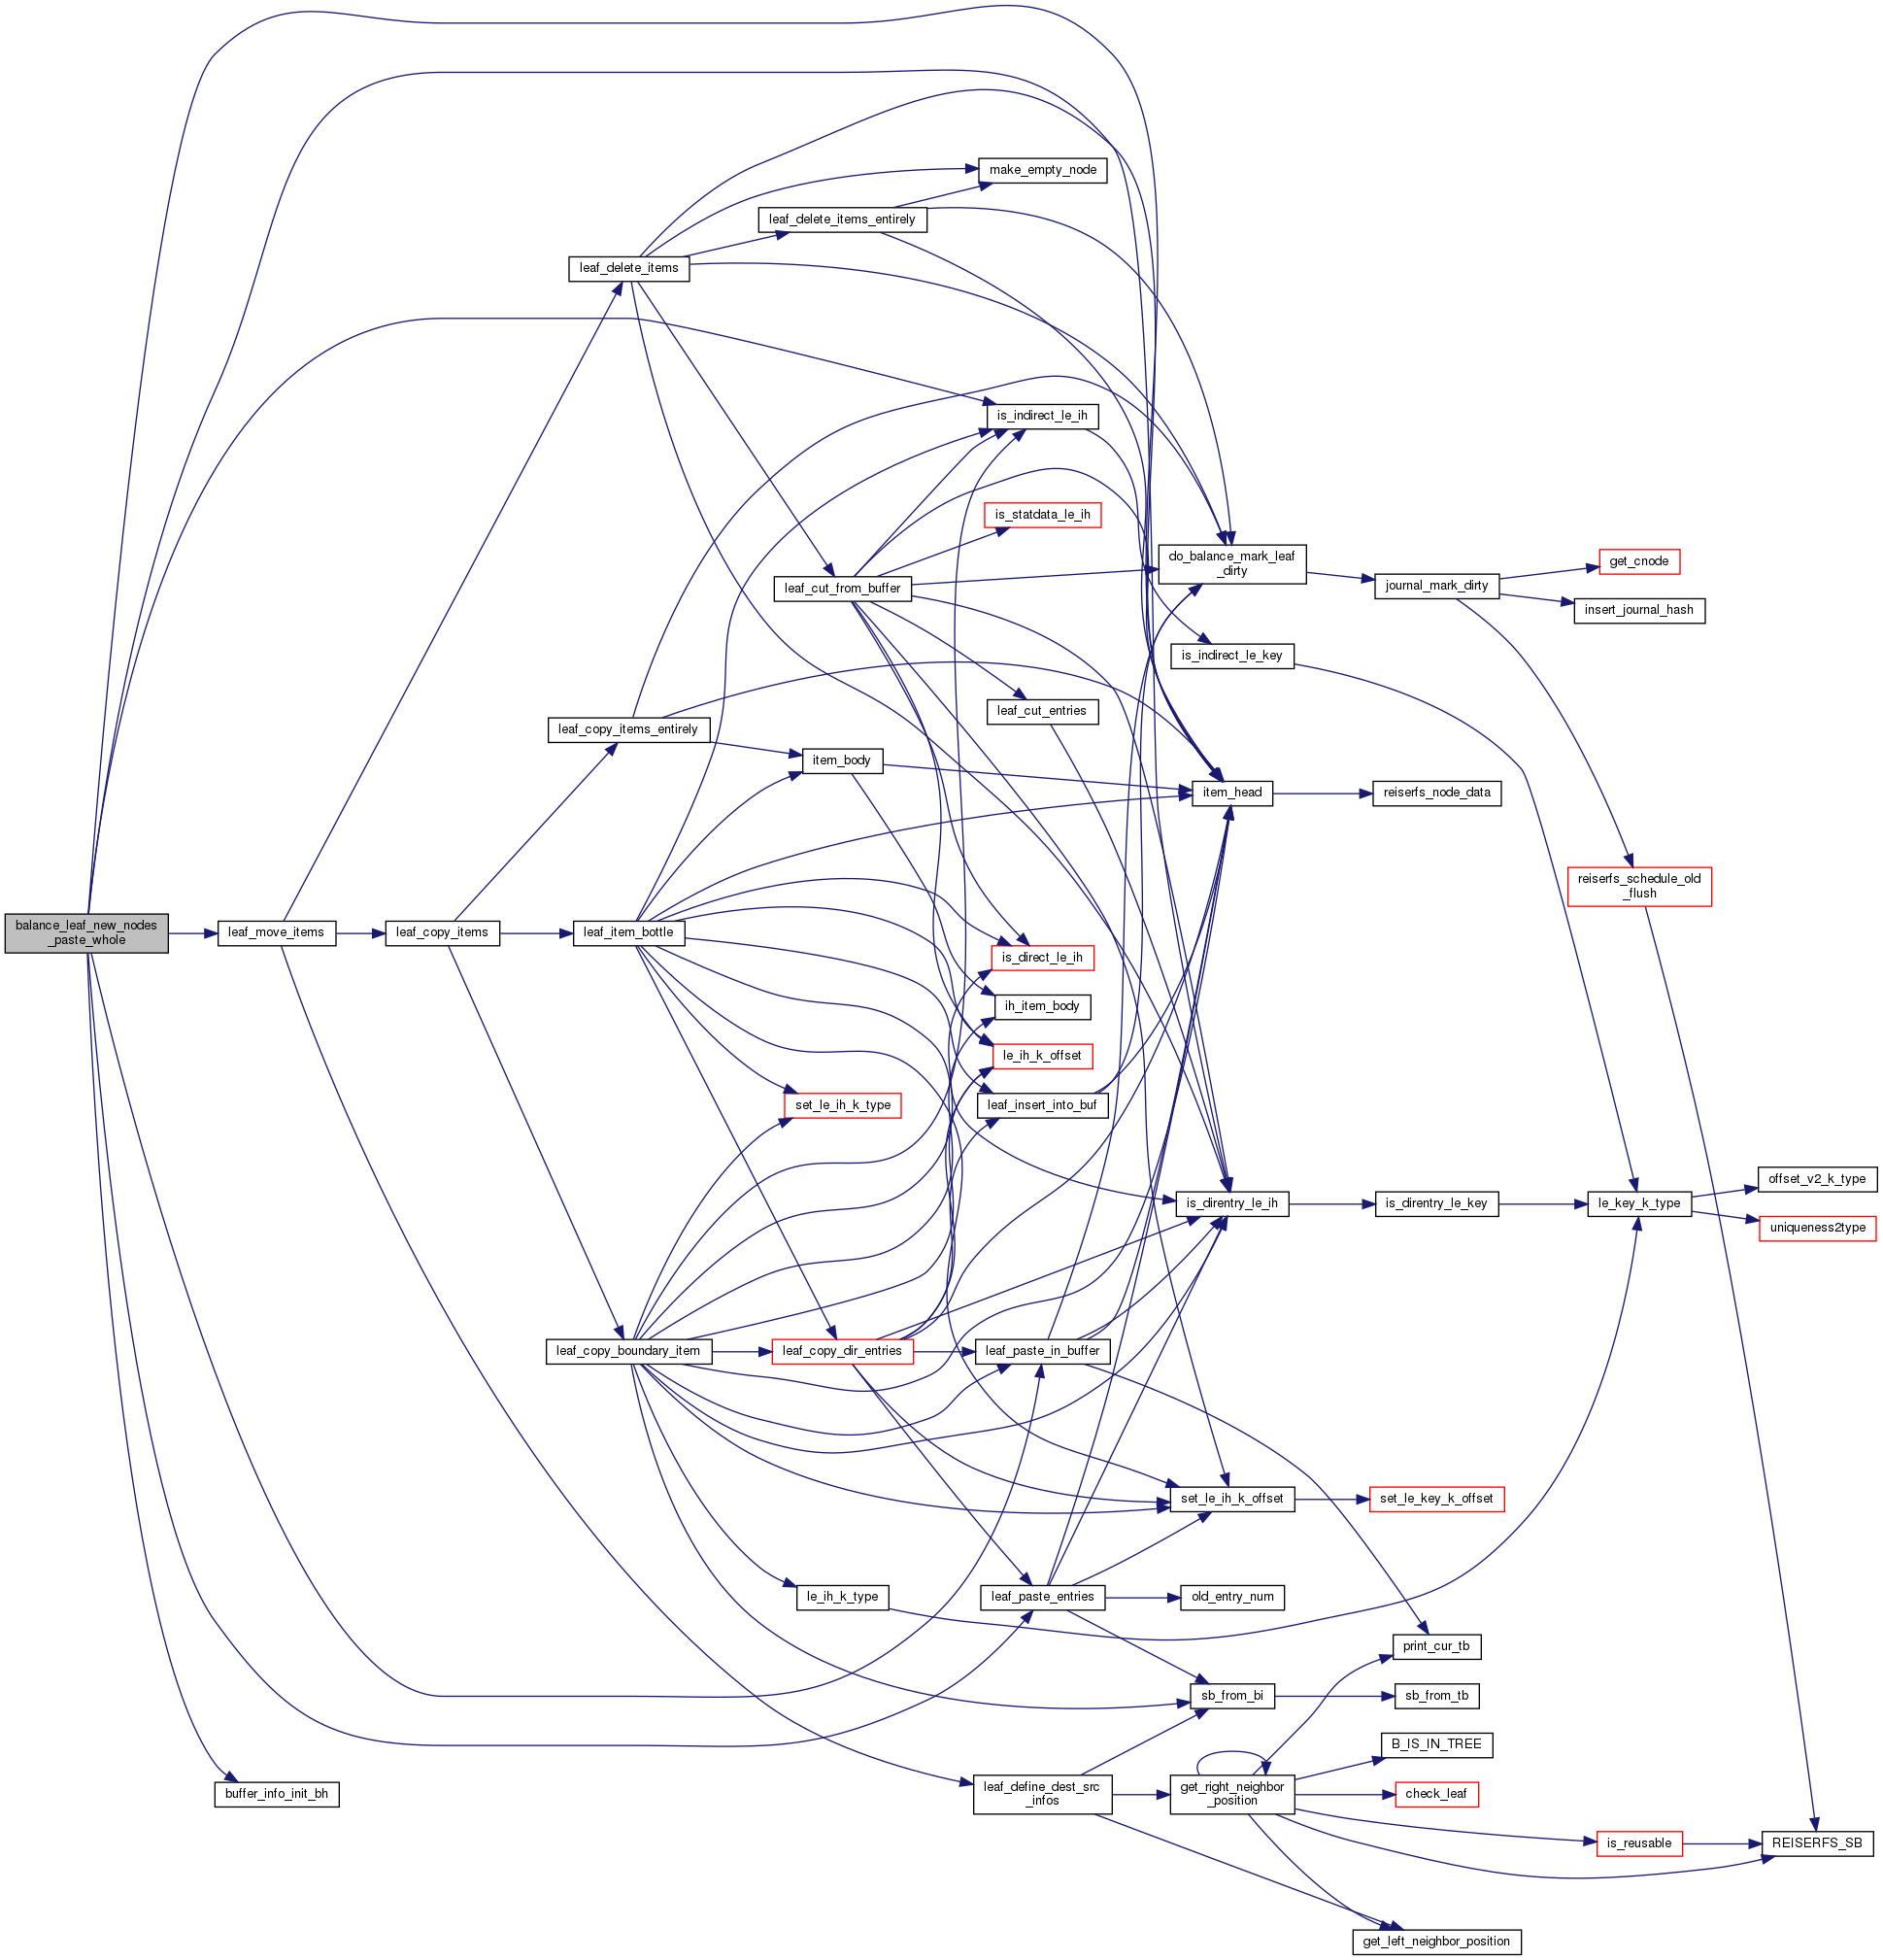 make_empty_node
leaf_delete_items_entirely
leaf_delete_items
is_indirect_le_ih
is_statdata_le_ih
do_balance_mark_leaf
_dirty
get_cnode
leaf_cut_from_buffer
journal_mark_dirty
insert_journal_hash
is_indirect_le_key
leaf_cut_entries
leaf_copy_items_entirely
item_body
item_head
reiserfs_node_data
reiserfs_schedule_old
_flush
balance_leaf_new_nodes
_paste_whole
leaf_move_items
leaf_copy_items
leaf_item_bottle
is_direct_le_ih
ih_item_body
le_ih_k_offset
set_le_ih_k_type
leaf_insert_into_buf
offset_v2_k_type
is_direntry_le_ih
is_direntry_le_key
le_key_k_type
uniqueness2type
leaf_copy_boundary_item
leaf_copy_dir_entries
leaf_paste_in_buffer
set_le_ih_k_offset
set_le_key_k_offset
le_ih_k_type
leaf_paste_entries
old_entry_num
print_cur_tb
sb_from_bi
sb_from_tb
B_IS_IN_TREE
buffer_info_init_bh
leaf_define_dest_src
_infos
get_right_neighbor
_position
check_leaf
is_reusable
REISERFS_SB
get_left_neighbor_position